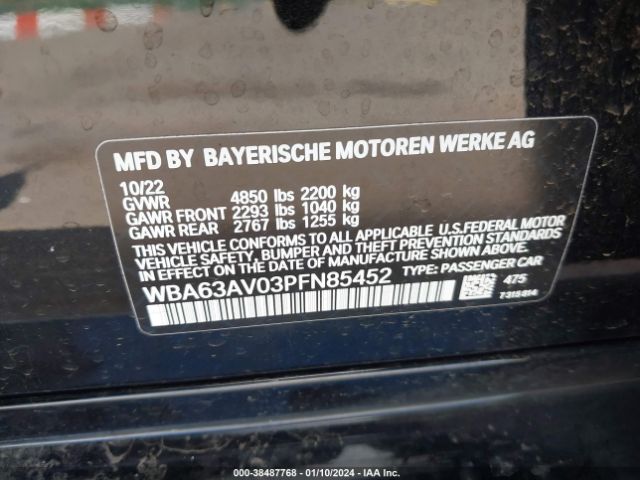 MFD BY BAYERISCHE MOTOREN WERKE AG
10/22
GVWR 4850 lbs 2200 kg
GAWR FRONT 2293 lbs 1040 kg
GAWR REAR 2767 lbs 1255 kg
THIS VEHICLE CONFORMS TO ALL APPLICABLE U.S.FEDERAL MOTOR
VEHICLE SAFETY, BUMPER AND THEFT PREVENTION STANDARDS
IN EFFECT ON THE DATE OF MANUFACTURE SHOWN ABOVE.
WBA63AV03PFN85452 TYPE: PASSENGER CAR
475
7315814
000-38487768 - 01/10/2024 - IAA Inc.